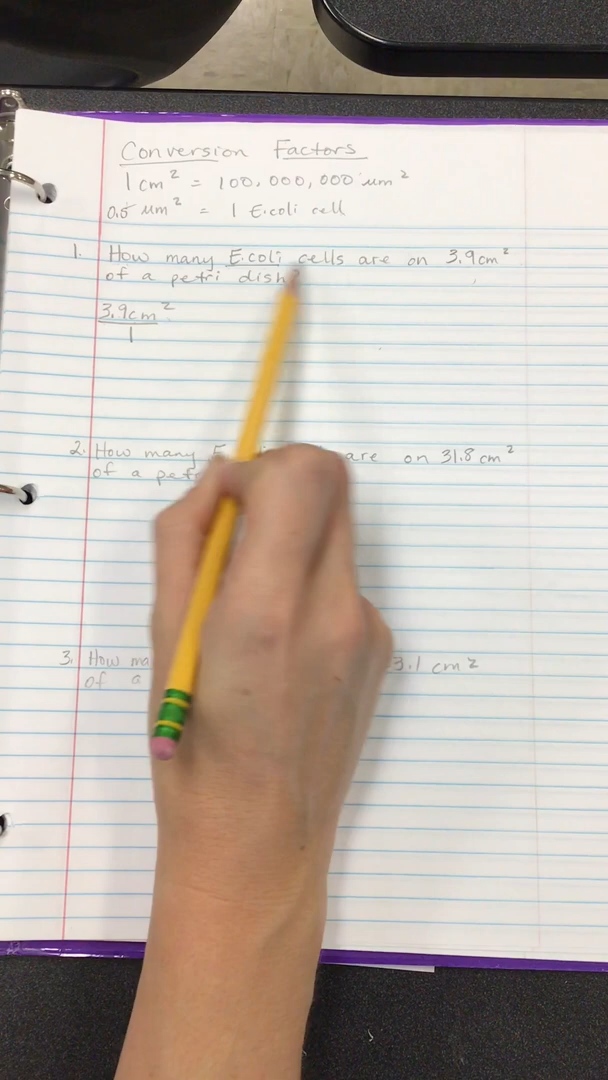 Conversion Factors
1 cm² = 100,000,000 um²
0.5 um² = 1 E.coli cell
1. How many E.coli cells are on 3.9cm²
of a petri dish?
3.9cm²
1
2. How many are on 31.8 cm²
of a
3. How 3.1 cm²
of a